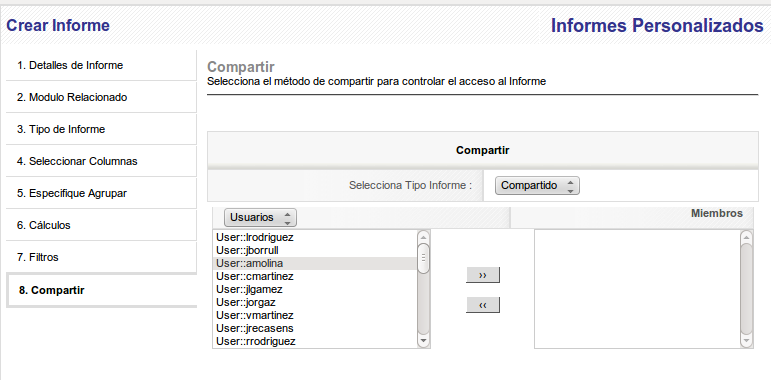 Crear Informe
Informes Personalizados
1. Detalles de Informe
2. Modulo Relacionado
3. Tipo de Informe
4. Seleccionar Columnas
5. Especifique Agrupar
6. Cálculos
7. Filtros
8. Compartir
Compartir
Selecciona el método de compartir para controlar el acceso al Informe
Compartir
Selecciona Tipo Informe :
Compartido
Usuarios
Miembros
User::lrodriguez
User::jborrull
User::amolina
User::cmartinez
User::jlgamez
User::jorgaz
User::vmartinez
User::jrecasens
User::rrodriguez
››
‹‹